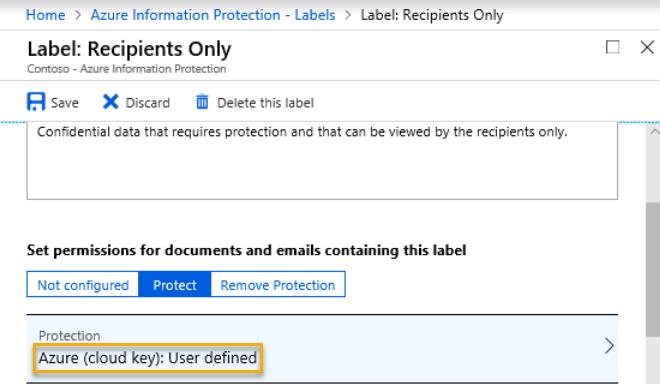 Home > Azure Information Protection - Labels > Label: Recipients Only
Label: Recipients Only
Contoso - Azure Information Protection
Save Discard Delete this label
Confidential data that requires protection and that can be viewed by the recipients only.
Set permissions for documents and emails containing this label
Not configured Protect Remove Protection
Protection
Azure (cloud key): User defined